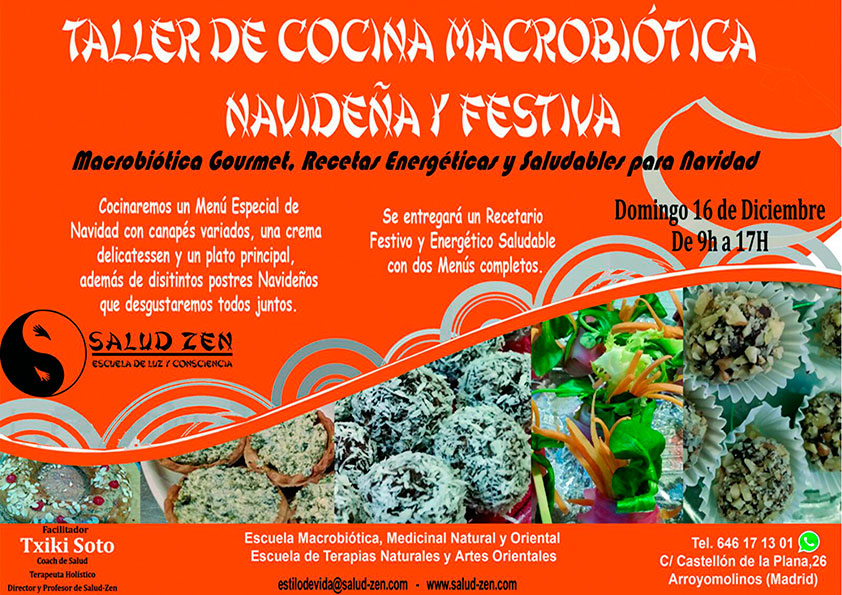 TALLER DE COCINA MACROBIÓTICA
NAVIDEÑA Y FESTIVA
Macrobiótica Gourmet, Recetas Energéticas y Saludables para Navidad
Cocinaremos un Menú Especial de
Navidad con canapés variados, una crema
delicatessen y un plato principal,
además de disitintos postres Navideños
que desgustaremos todos juntos.
Se entregará un Recetario
Festivo y Energético Saludable
con dos Menús completos.
Domingo 16 de Diciembre
De 9h a 17H
SALUD ZEN
ESCUELA DE LUZ Y CONSCIENCIA
Facilitador
Txiki Soto
Coach de Salud
Terapeuta Holístico
Director y Profesor de Salud-Zen
Escuela Macrobiótica, Medicinal Natural y Oriental
Escuela de Terapias Naturales y Artes Orientales
estilodevida@salud-zen.com - www.salud-zen.com
Tel. 646 17 13 01
C/ Castellón de la Plana,26
Arroyomolinos (Madrid)